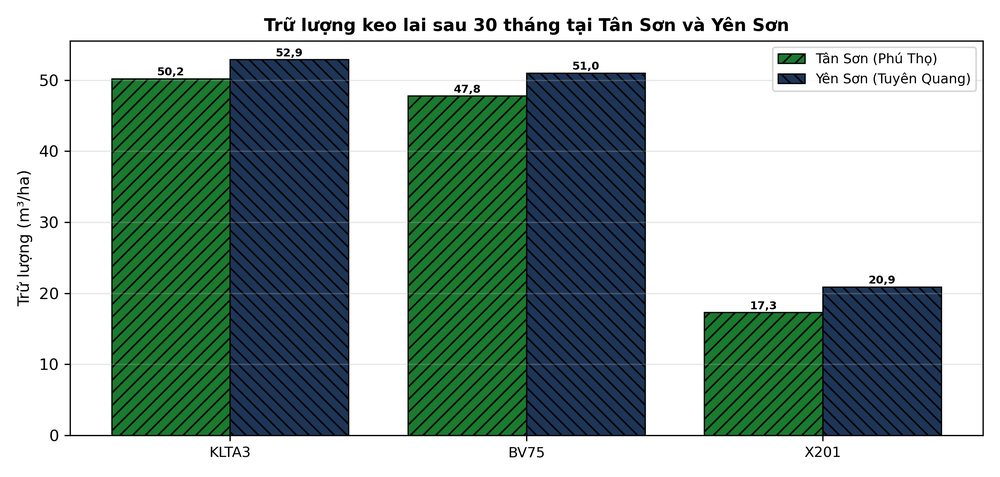 Trữ lượng keo lai sau 30 tháng tại Tân Sơn và Yên Sơn
Trữ lượng (m³/ha)
50
40
30
20
10
0
50,2
52,9
47,8
51,0
17,3
20,9
Tân Sơn (Phú Thọ)
Yên Sơn (Tuyên Quang)
KLTA3
BV75
X201